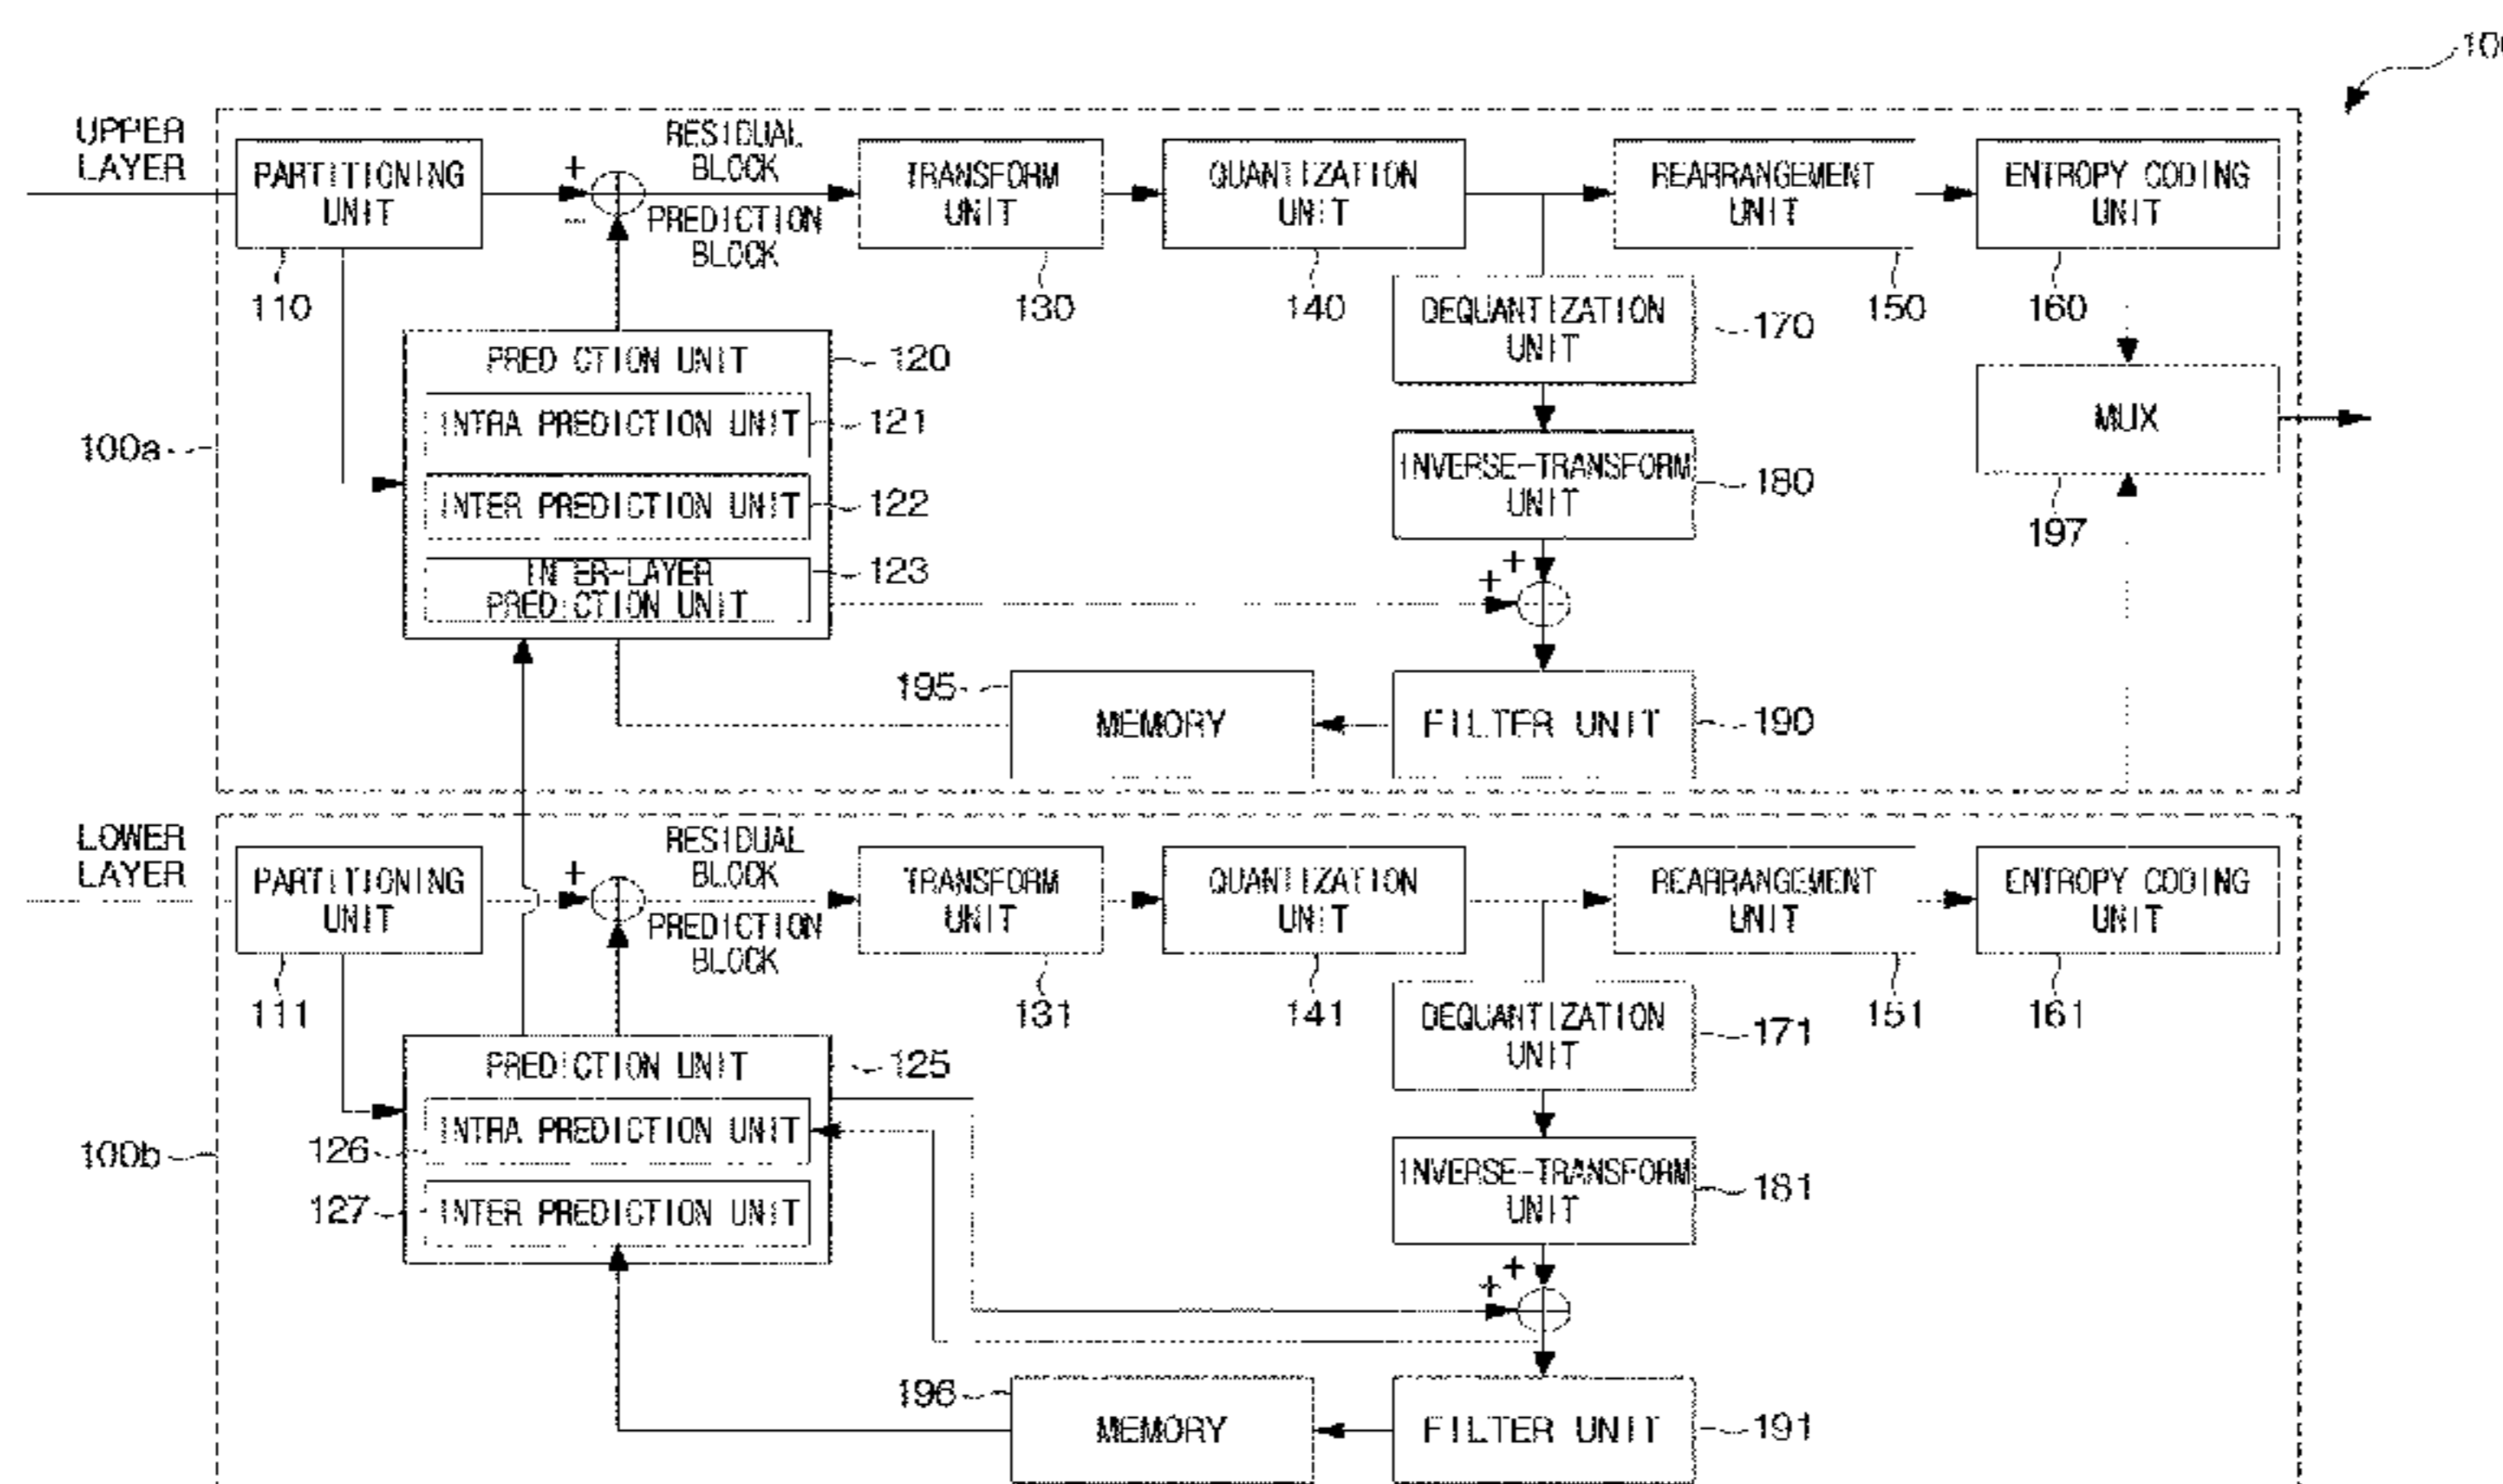 100
UPPER
LAYER
PARTITIONING
UNIT
+
−
RESIDUAL
BLOCK
PREDICTION
BLOCK
TRANSFORM
UNIT
QUANTIZATION
UNIT
REARRANGEMENT
UNIT
ENTROPY CODING
UNIT
110
130
140
150
160
DEQUANTIZATION
UNIT
170
PREDICTION UNIT
120
INTRA PREDICTION UNIT
121
INTER PREDICTION UNIT
122
INTER-LAYER
PREDICTION UNIT
123
100a
MUX
197
INVERSE-TRANSFORM
UNIT
180
+
+
195
MEMORY
FILTER UNIT
190
LOWER
LAYER
PARTITIONING
UNIT
+
RESIDUAL
BLOCK
PREDICTION
BLOCK
TRANSFORM
UNIT
QUANTIZATION
UNIT
REARRANGEMENT
UNIT
ENTROPY CODING
UNIT
111
131
141
151
161
DEQUANTIZATION
UNIT
171
PREDICTION UNIT
125
INTRA PREDICTION UNIT
126
INTER PREDICTION UNIT
127
100b
INVERSE-TRANSFORM
UNIT
181
+
+
196
MEMORY
FILTER UNIT
191